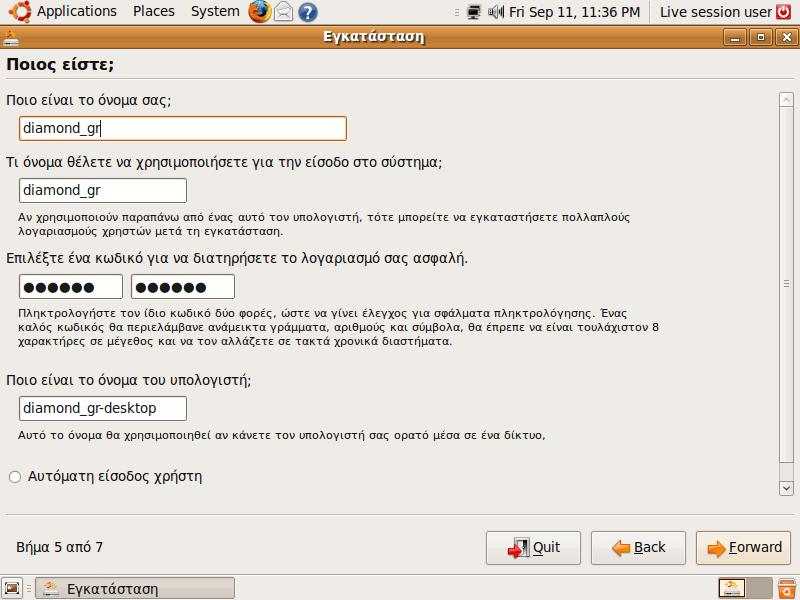 Applications Places System Fri Sep 11, 11:36 PM Live session user
Εγκατάσταση
Ποιος είστε;
Ποιο είναι το όνομα σας;
diamond_gr
Τι όνομα θέλετε να χρησιμοποιήσετε για την είσοδο στο σύστημα;
diamond_gr
Αν χρησιμοποιούν παραπάνω από ένας αυτό τον υπολογιστή, τότε μπορείτε να εγκαταστήσετε πολλαπλούς
λογαριασμούς χρηστών μετά τη εγκατάσταση.
Επιλέξτε ένα κωδικό για να διατηρήσετε το λογαριασμό σας ασφαλή.
●●●●●● ●●●●●●
Πληκτρολογήστε τον ίδιο κωδικό δύο φορές, ώστε να γίνει έλεγχος για σφάλματα πληκτρολόγησης. Ένας
καλός κωδικός θα περιελάμβανε ανάμεικτα γράμματα, αριθμούς και σύμβολα, θα έπρεπε να είναι τουλάχιστον 8
χαρακτήρες σε μέγεθος και να τον αλλάζετε σε τακτά χρονικά διαστήματα.
Ποιο είναι το όνομα του υπολογιστή;
diamond_gr-desktop
Αυτό το όνομα θα χρησιμοποιηθεί αν κάνετε τον υπολογιστή σας ορατό μέσα σε ένα δίκτυο,
Αυτόματη είσοδος χρήστη
Βήμα 5 από 7 Quit Back Forward
Εγκατάσταση